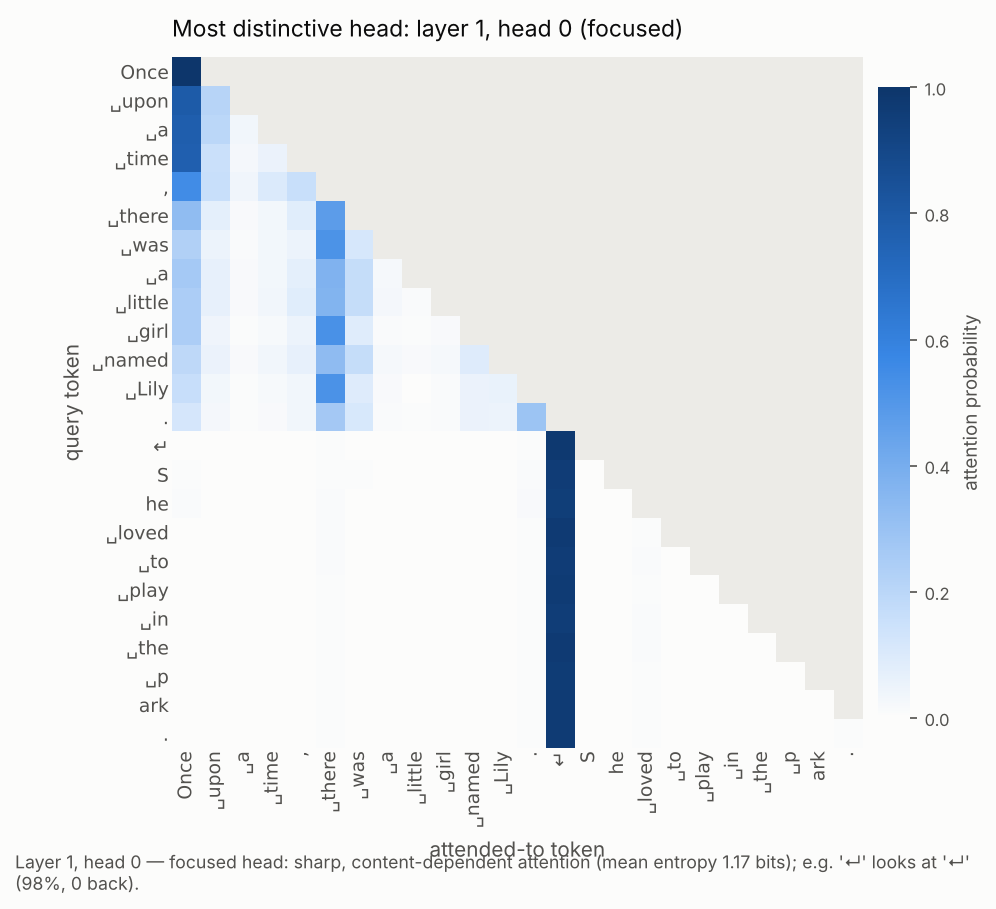 Most distinctive head: layer 1, head 0 (focused)
Once
␣upon
␣a
␣time
,
␣there
␣was
␣a
␣little
␣girl
␣named
␣Lily
.
↵
S
he
␣loved
␣to
␣play
␣in
␣the
␣p
ark
.
query token
Once ␣upon ␣a ␣time , ␣there ␣was ␣a ␣little ␣girl ␣named ␣Lily . ↵ S he ␣loved ␣to ␣play ␣in ␣the ␣p ark .
attended-to token
1.0
0.8
0.6
0.4
0.2
0.0
attention probability
Layer 1, head 0 — focused head: sharp, content-dependent attention (mean entropy 1.17 bits); e.g. '↵' looks at '↵'
(98%, 0 back).